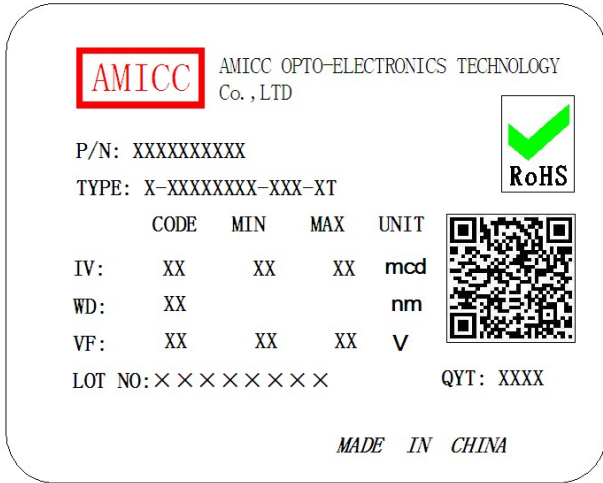 AMICC
AMICC OPTO-ELECTRONICS TECHNOLOGY
Co.,LTD
RoHS
P/N: XXXXXXXXXX
TYPE: X-XXXXXXXX-XXX-XT
CODE MIN MAX UNIT
IV: XX XX XX mcd
WD: XX nm
VF: XX XX XX V
LOT NO:××××××××
QYT: XXXX
MADE IN CHINA